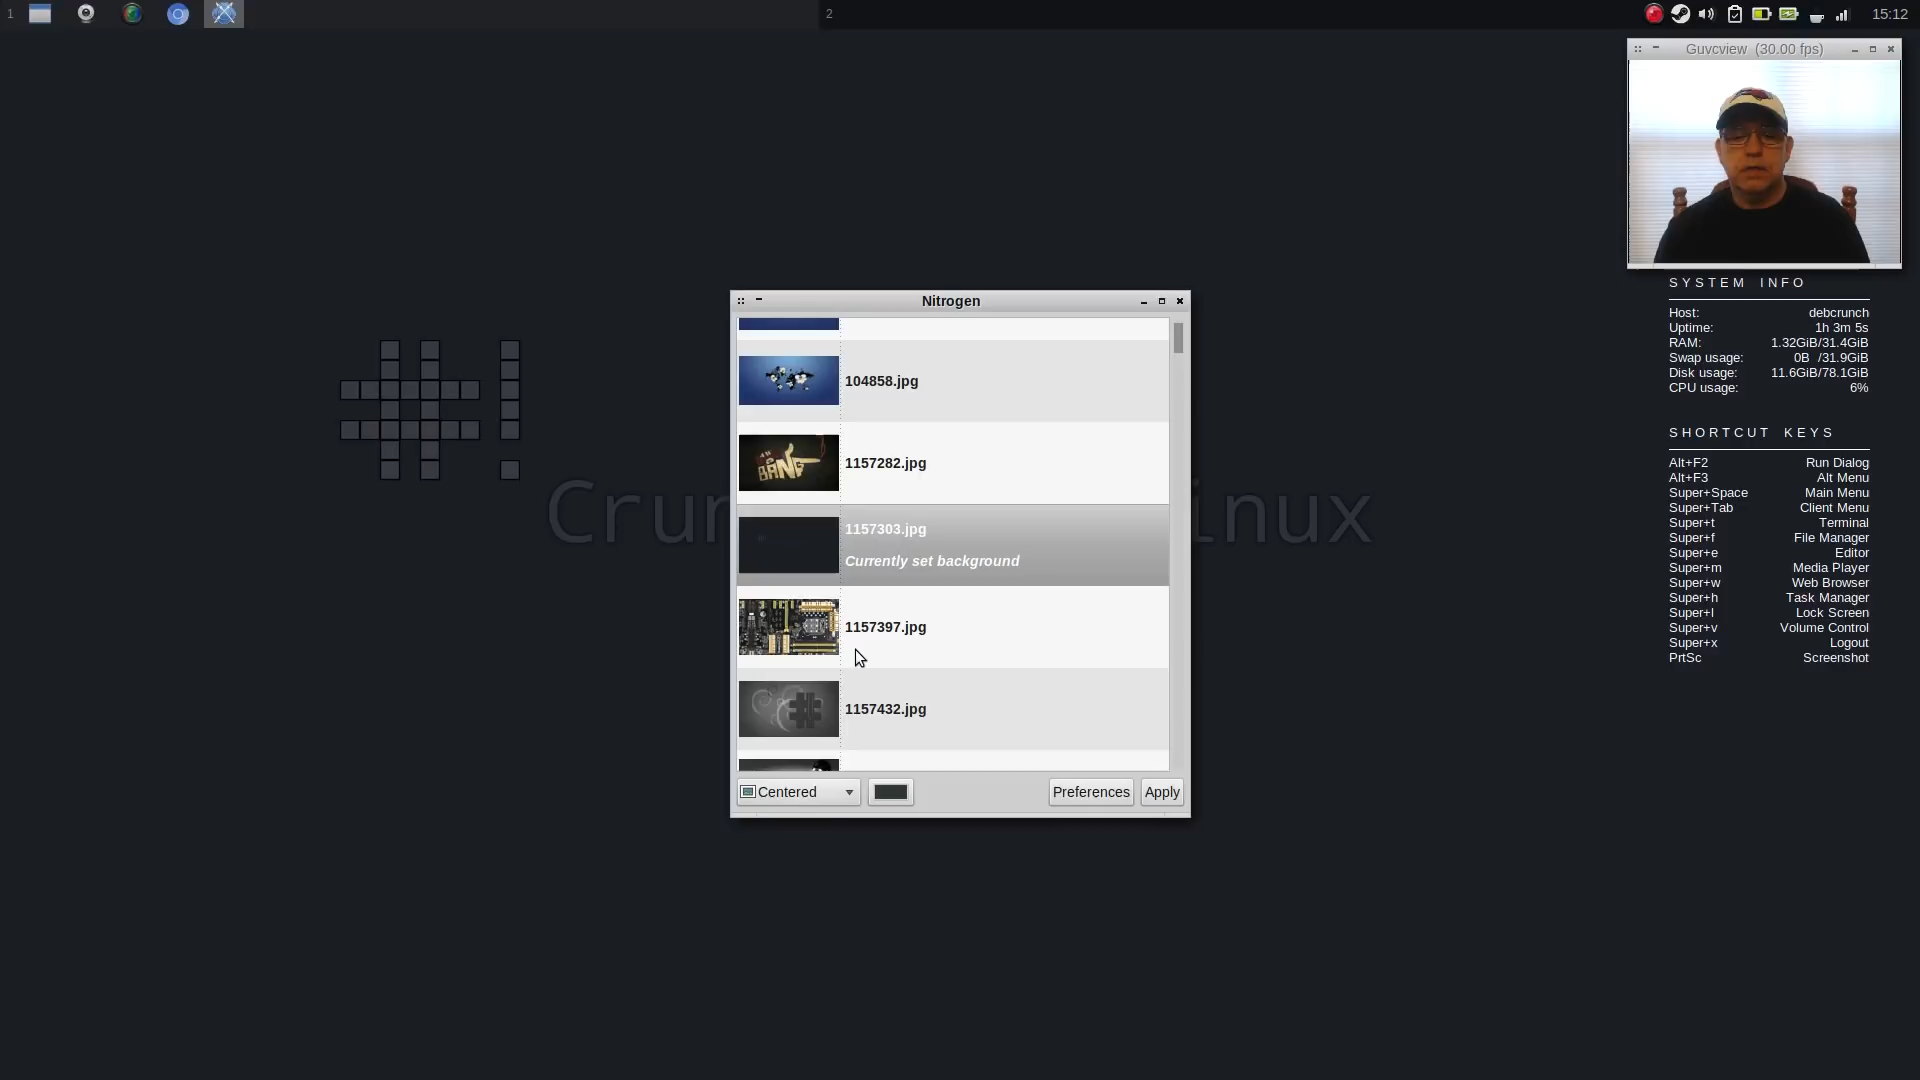 1
2
15:12
Guvcview  (30.00 fps)
SYSTEM INFO
Host: debcrunch
Uptime: 1h 3m 5s
RAM: 1.32GiB/31.4GiB
Swap usage: 0B  /31.9GiB
Disk usage: 11.6GiB/78.1GiB
CPU usage: 6%
SHORTCUT KEYS
Alt+F2 Run Dialog
Alt+F3 Alt Menu
Super+Space Main Menu
Super+Tab Client Menu
Super+t Terminal
Super+f File Manager
Super+e Editor
Super+m Media Player
Super+w Web Browser
Super+h Task Manager
Super+l Lock Screen
Super+v Volume Control
Super+x Logout
PrtSc Screenshot
Nitrogen
104858.jpg
BANG
1157282.jpg
1157303.jpg
Currently set background
1157397.jpg
1157432.jpg
Centered
Preferences
Apply
#!